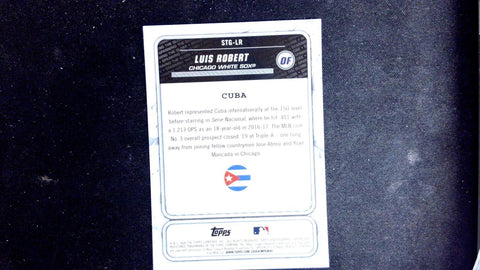 STG-LR
LUIS ROBERT
CHICAGO WHITE SOX®
OF
CUBA
Robert represented Cuba internationally at the 15U level
before starring in Serie Nacional, where he hit .401 with
a 1.213 OPS as an 18-year-old in 2016-17. The MLB.com
No. 3 overall prospect closed '19 at Triple-A – one rung
away from joining fellow countrymen Jose Abreu and Yoan
Moncada in Chicago.
Topps